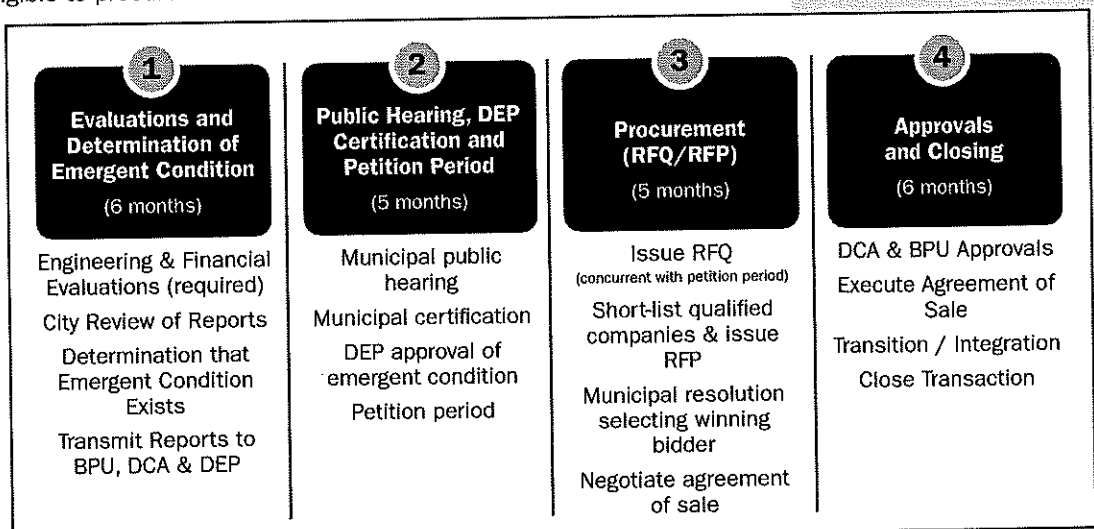 1
Evaluations and
Determination of
Emergent Condition
(6 months)
Engineering & Financial
Evaluations (required)
City Review of Reports
Determination that
Emergent Condition
Exists
Transmit Reports to
BPU, DCA & DEP
2
Public Hearing, DEP
Certification and
Petition Period
(5 months)
Municipal public
hearing
Municipal certification
DEP approval of
emergent condition
Petition period
3
Procurement
(RFQ/RFP)
(5 months)
Issue RFQ
(concurrent with petition period)
Short-list qualified
companies & issue
RFP
Municipal resolution
selecting winning
bidder
Negotiate agreement
of sale
4
Approvals
and Closing
(6 months)
DCA & BPU Approvals
Execute Agreement of
Sale
Transition / Integration
Close Transaction